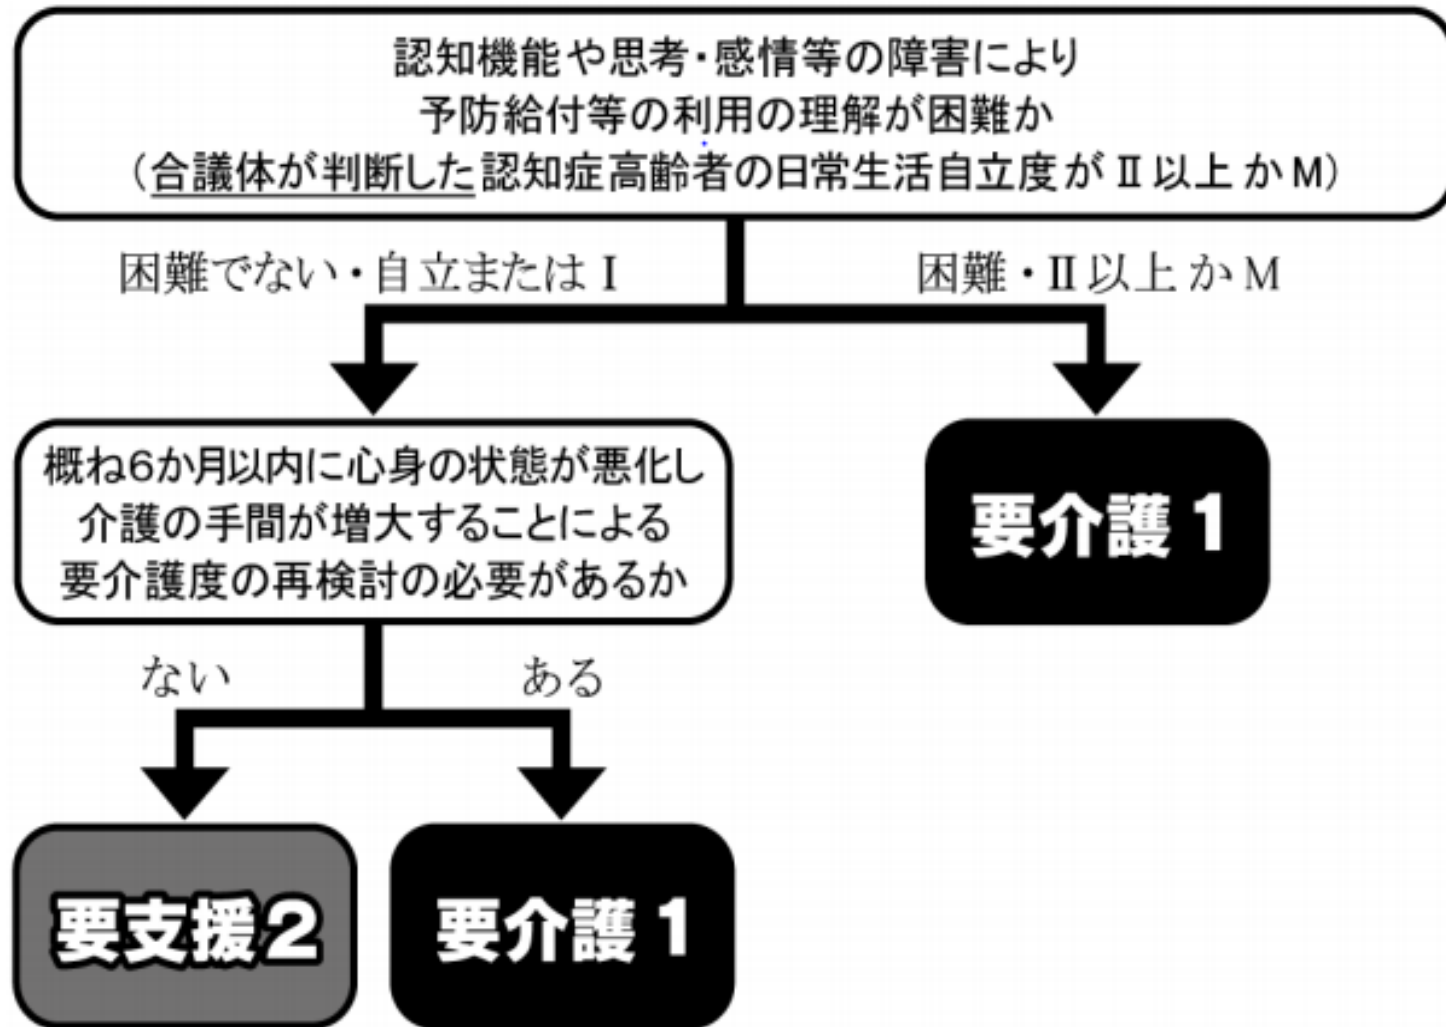 認知機能や思考・感情等の障害により
予防給付等の利用の理解が困難か
（合議体が判断した認知症高齢者の日常生活自立度がⅡ以上かM）
困難でない・自立またはⅠ
困難・Ⅱ以上かM
概ね6か月以内に心身の状態が悪化し
介護の手間が増大することによる
要介護度の再検討の必要があるか
要介護1
ない
ある
要支援2
要介護1